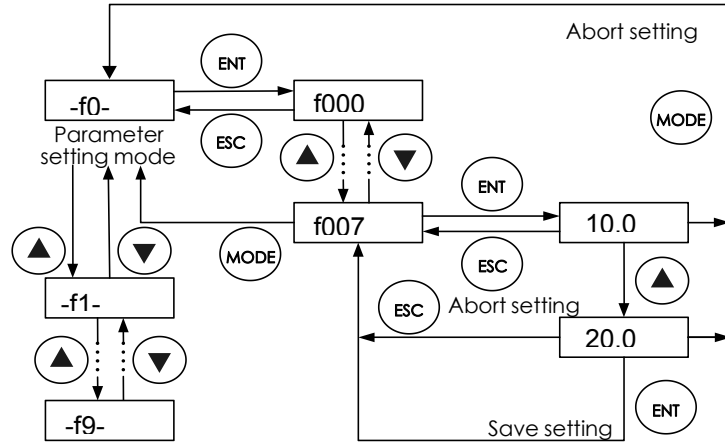 Abort setting
ENT
-f0-
f000
ESC
MODE
Parameter
setting mode
ENT
f007
10.0
MODE
ESC
-f1-
ESC
Abort setting
20.0
ENT
-f9-
Save setting